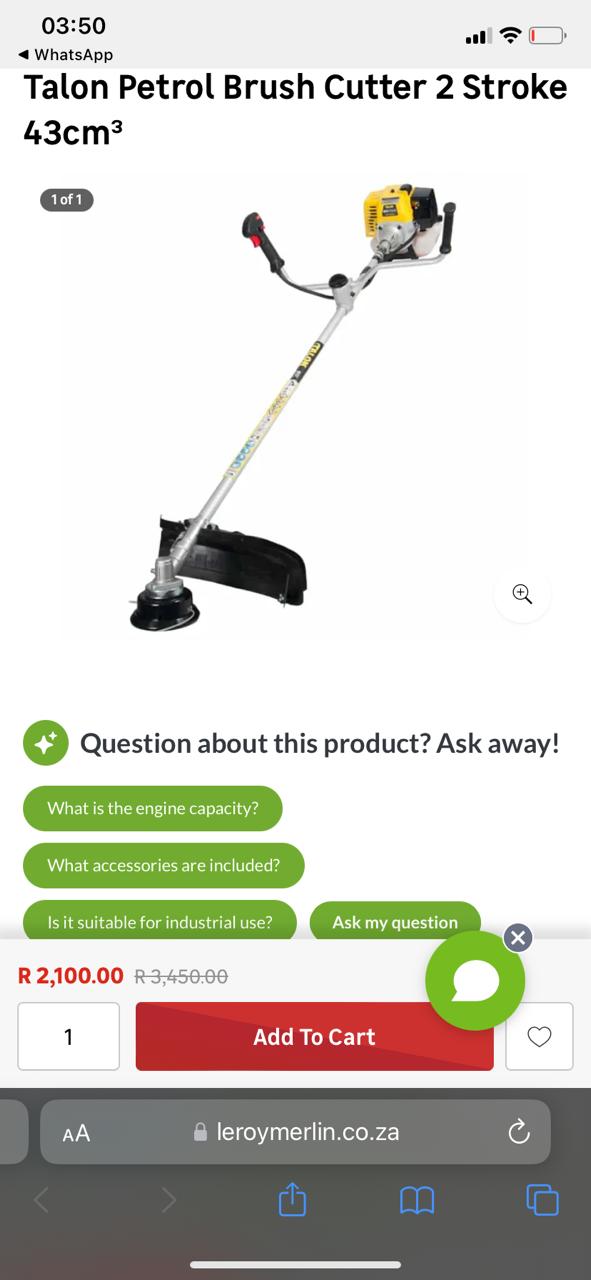 03:50
◀ WhatsApp
Talon Petrol Brush Cutter 2 Stroke
43cm³
1 of 1
TALON
Question about this product? Ask away!
What is the engine capacity?
What accessories are included?
Is it suitable for industrial use?
Ask my question
R 2,100.00 R 3,450.00
1
Add To Cart
AA
leroymerlin.co.za